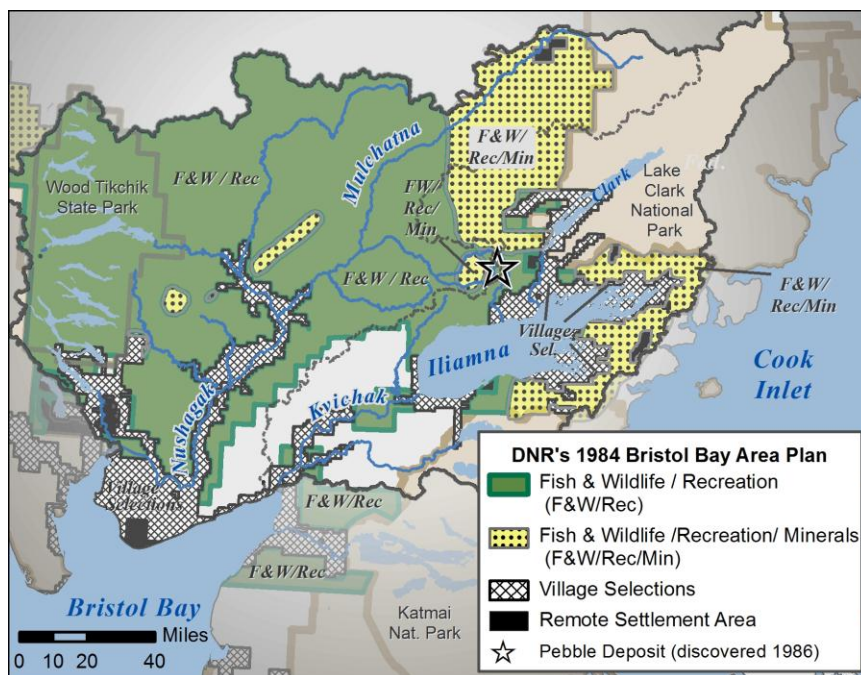 F&W/
Rec/Min
Mulchatna
F&W / Rec
Wood Tikchik
State Park
FW/
Rec/
Min
Clark
Lake
Clark
National
Park
F&W / Rec
F&W/
Rec/Min
Village
Sel.
Iliamna
Cook
Inlet
Kvichak
Nushagak
Village
Selections
F&W/Rec
F&W/Rec
Bristol Bay
Katmai
Nat. Park
Miles
0 10 20 40
DNR's 1984 Bristol Bay Area Plan
Fish & Wildlife / Recreation
(F&W/Rec)
Fish & Wildlife /Recreation/ Minerals
(F&W/Rec/Min)
Village Selections
Remote Settlement Area
Pebble Deposit (discovered 1986)